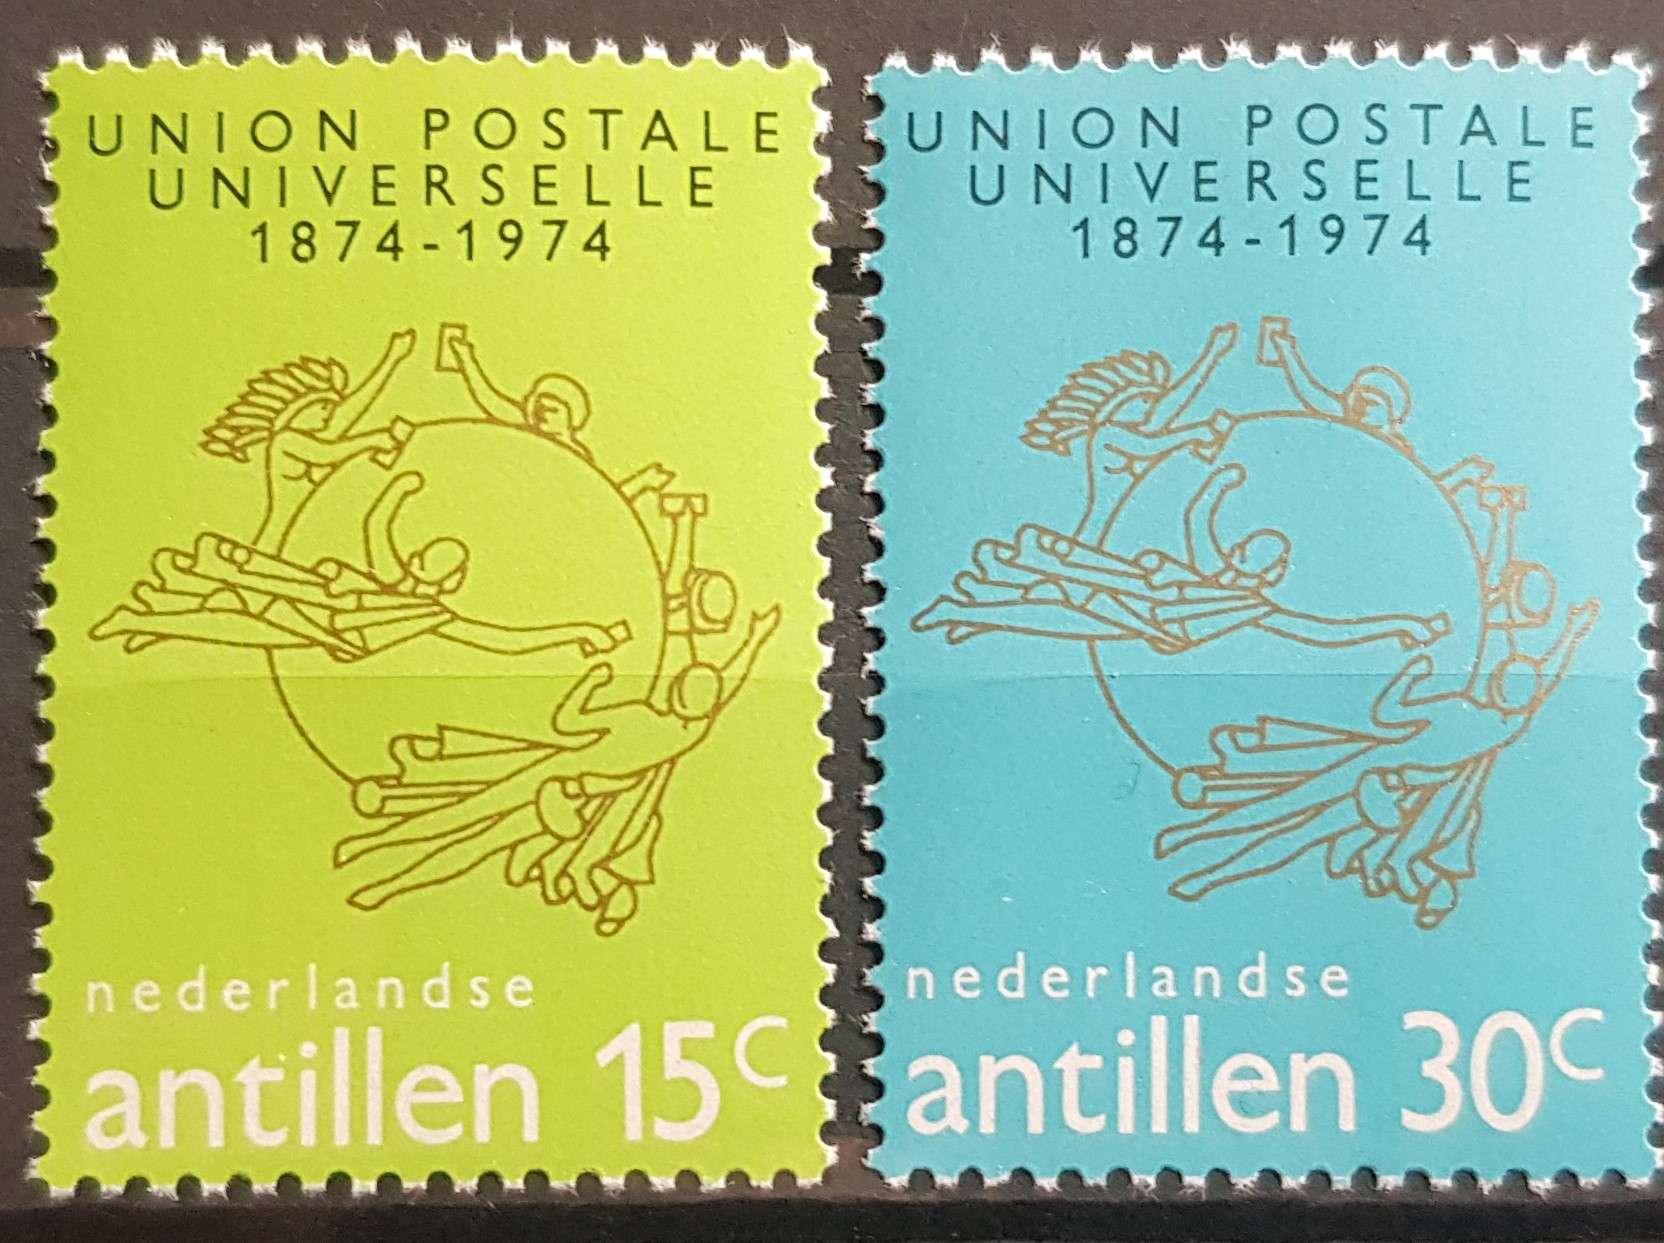 UNION POSTALE
UNIVERSELLE
1874-1974
nederlandse
antillen 15c
UNION POSTALE
UNIVERSELLE
1874-1974
nederlandse
antillen 30c